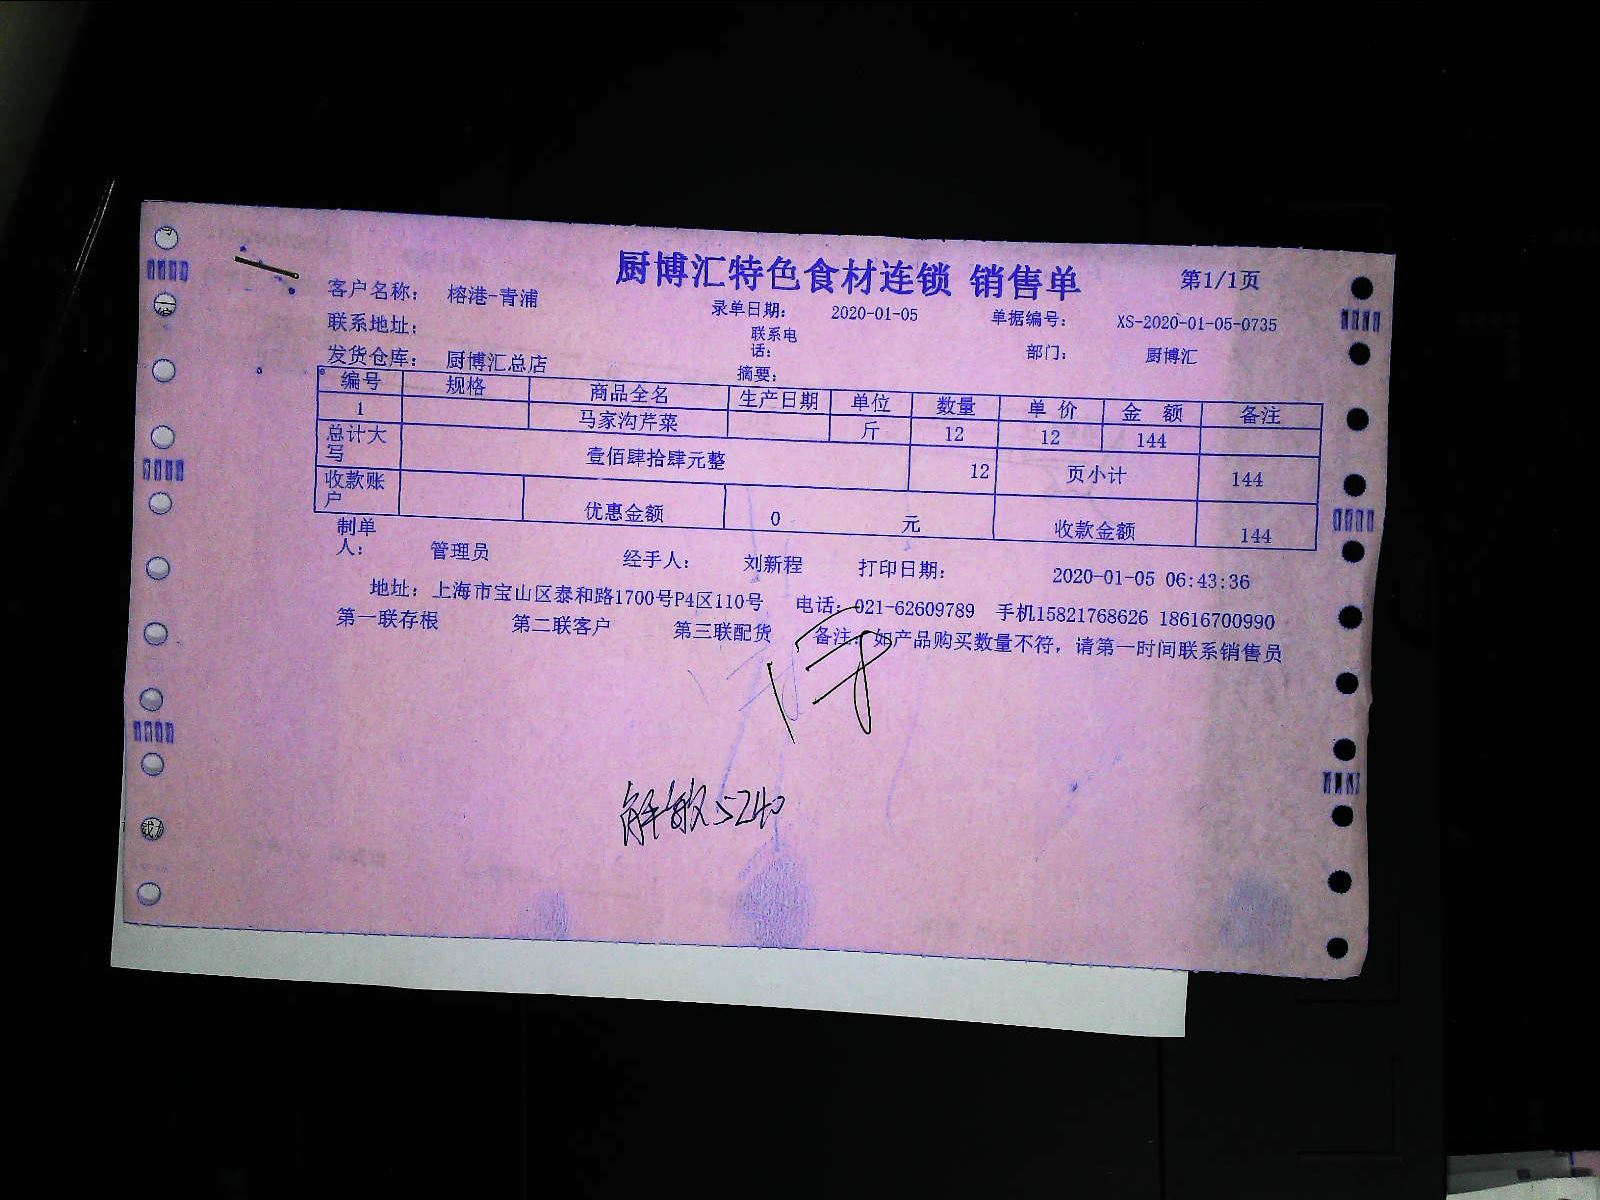 厨博汇特色食材连锁 销售单 第1/1页
客户名称: 榕港-青浦 录单日期: 2020-01-05 单据编号: XS-2020-01-05-0735
联系地址: 联系电话: 部门: 厨博汇
发货仓库: 厨博汇总店 摘要:
编号 规格 商品全名 生产日期 单位 数量 单价 金额 备注
1 马家沟芹菜 斤 12 12 144
总计大写 壹佰肆拾肆元整 12 页小计 144
收款账户 优惠金额 0 元 收款金额 144
制单人: 管理员 经手人: 刘新程 打印日期: 2020-01-05 06:43:36
地址: 上海市宝山区泰和路1700号P4区110号 电话: 021-62609789 手机15821768626 18616700990
第一联存根 第二联客户 第三联配货 备注: 如产品购买数量不符, 请第一时间联系销售员
解敏5240